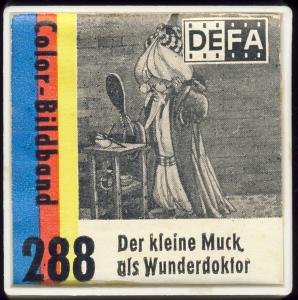 DEFA
Color-Bildband
288
Der kleine Muck
als Wunderdoktor